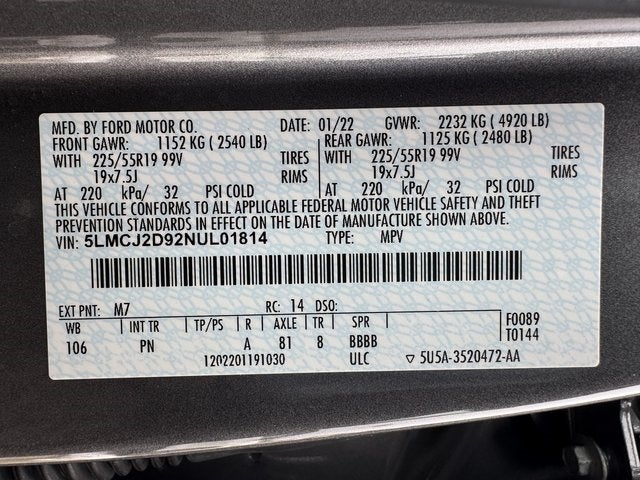 MFD. BY FORD MOTOR CO. DATE: 01/22 GVWR: 2232 KG ( 4920 LB)
FRONT GAWR: 1152 KG ( 2540 LB) REAR GAWR: 1125 KG ( 2480 LB)
WITH 225/55R19 99V TIRES WITH 225/55R19 99V TIRES
19x7.5J RIMS 19x7.5J RIMS
AT 220 kPa/ 32 PSI COLD AT 220 kPa/ 32 PSI COLD
THIS VEHICLE CONFORMS TO ALL APPLICABLE FEDERAL MOTOR VEHICLE SAFETY AND THEFT
PREVENTION STANDARDS IN EFFECT ON THE DATE OF MANUFACTURE SHOWN ABOVE.
VIN: 5LMCJ2D92NUL01814 TYPE: MPV
EXT PNT: M7 RC: 14 DSO:
WB INT TR TP/PS R AXLE TR SPR F0089
106 PN A 81 8 BBBB T0144
1202201191030 ULC ▽ 5U5A-3520472-AA